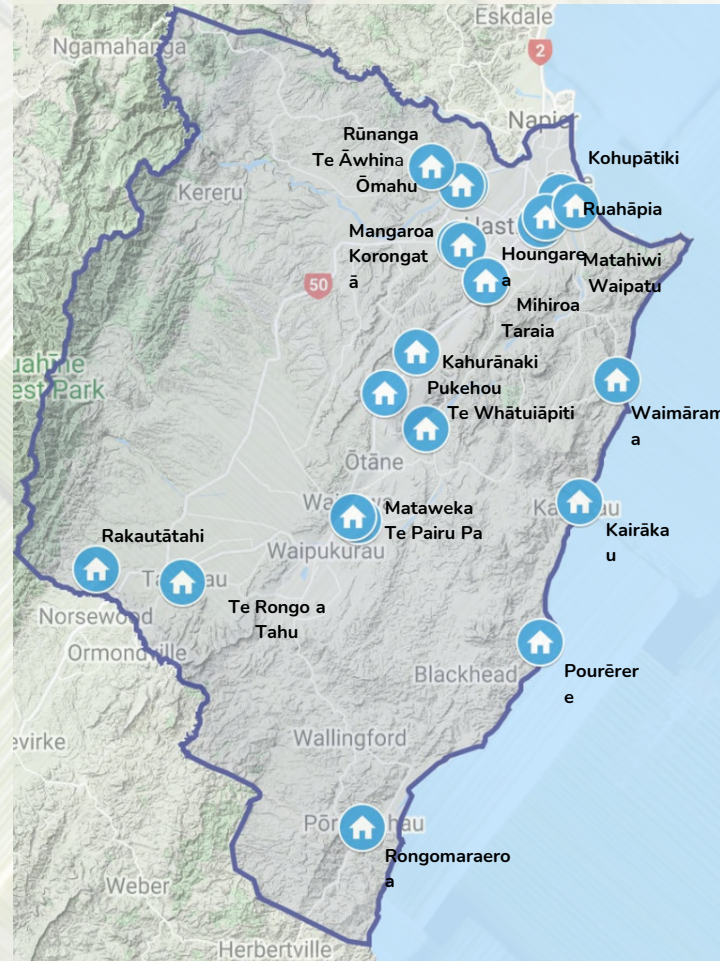 Eskdale
Ngamahanga
2
Napier
Rūnanga
Te Āwhina
Ōmahu
Kohupātiki
Kereru
Ruahāpia
Hast
Mangaroa
Korongat
ā
Houngare
a
Matahiwi
Waipatu
50
Mihiroa
Taraia
Kahurānaki
Pukehou
Te Whātuiāpiti
Waimāram
a
Ōtāne
Mataweka
Te Pairu Pa
Kairāka
u
Rakautātahi
Waipukurau
Te Rongo a
Tahu
Norsewood
Ormondville
Pourērer
e
Blackhead
Wallingford
Rongomaraero
a
Weber
Herbertville